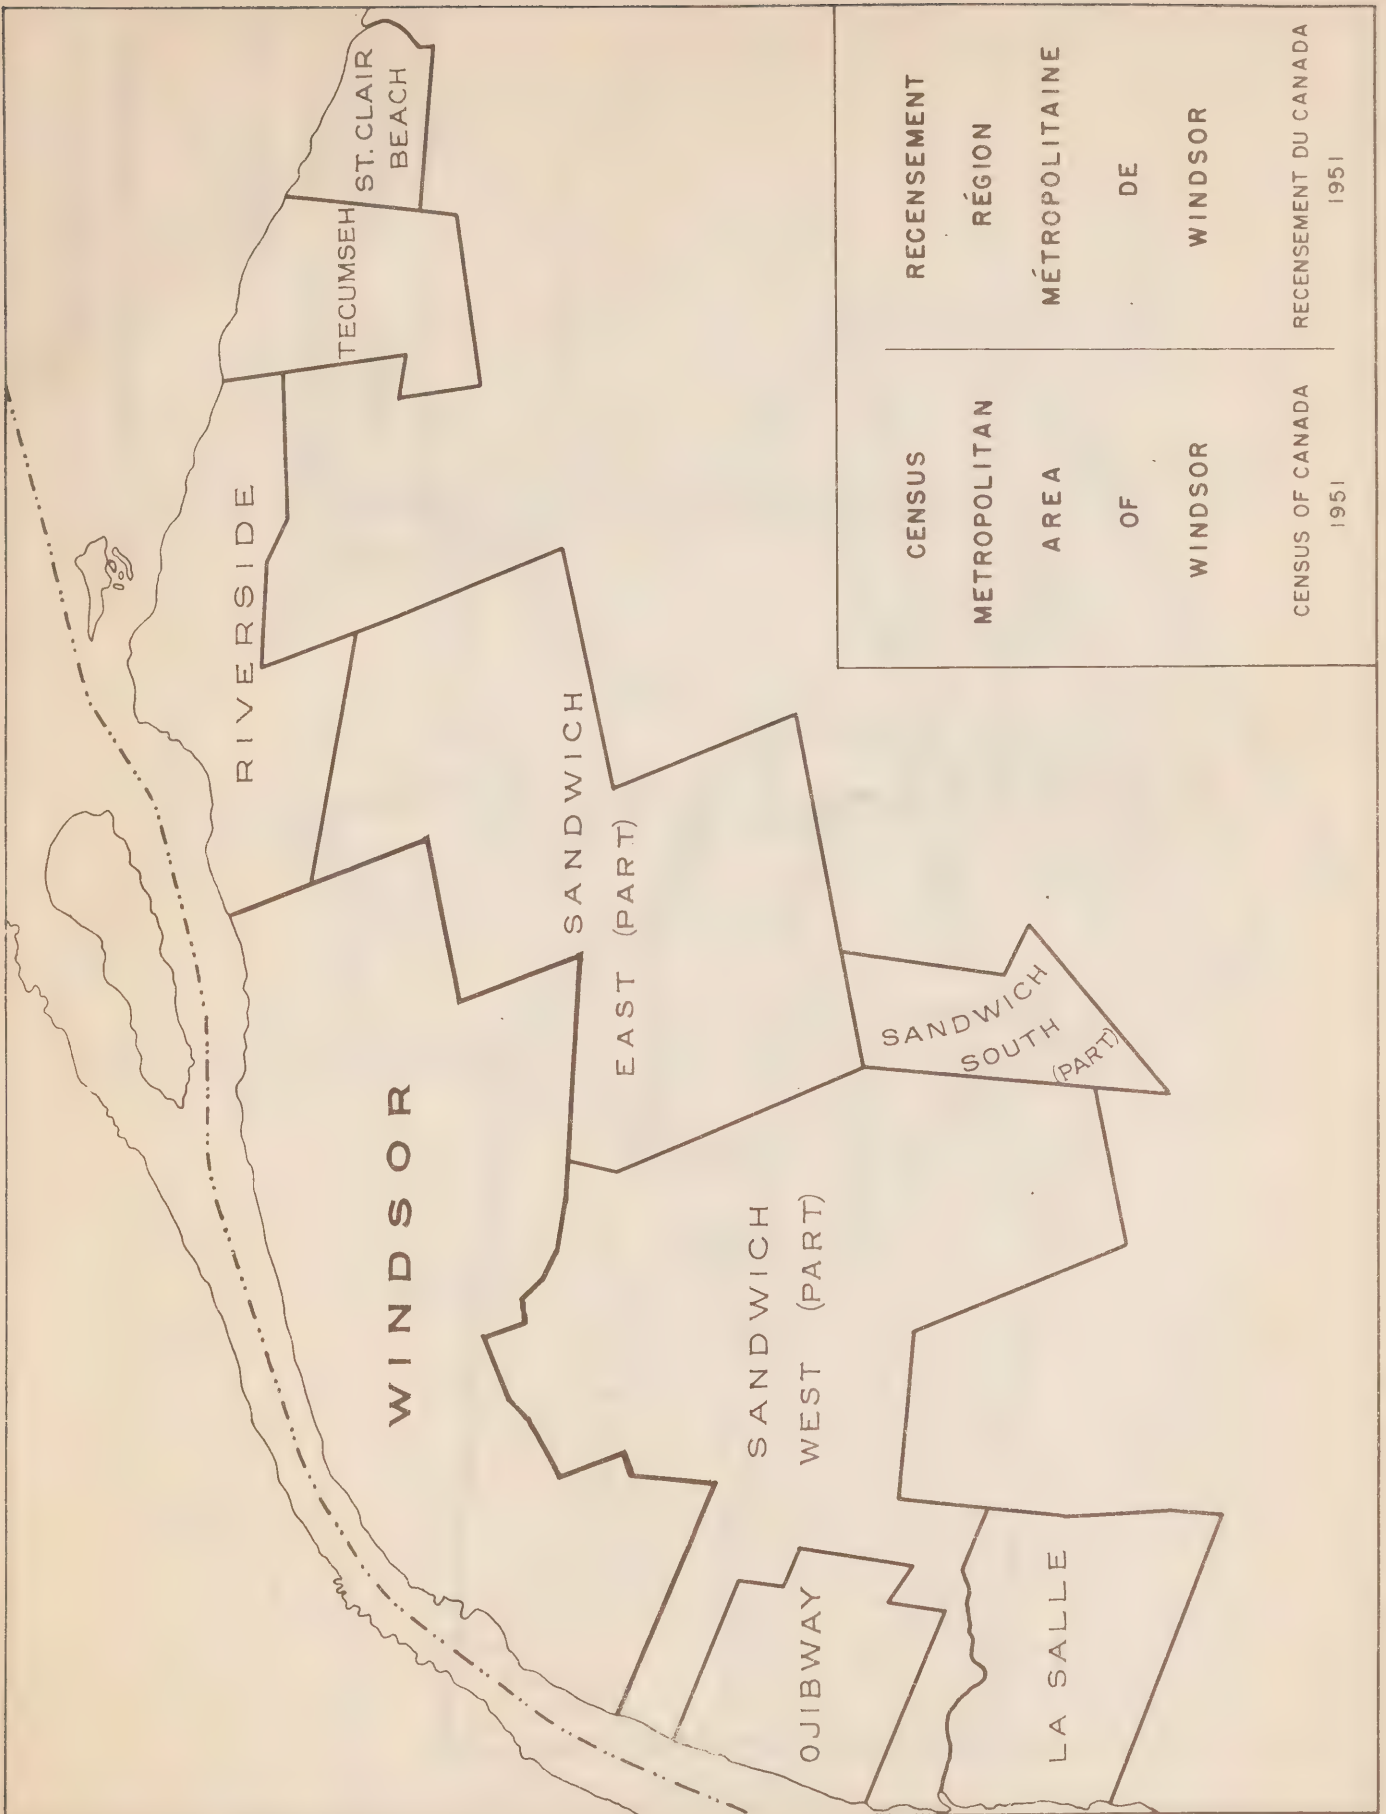 ST. CLAIR
BEACH
TECUMSEH
RIVERSIDE
SANDWICH
EAST (PART)
WINDSOR
SANDWICH
SOUTH
(PART)
SANDWICH
WEST (PART)
OJIBWAY
LA SALLE
CENSUS
METROPOLITAN
AREA
OF
WINDSOR
CENSUS OF CANADA
1951
RECENSEMENT
RÉGION
MÉTROPOLITAINE
DE
WINDSOR
RECENSEMENT DU CANADA
1951